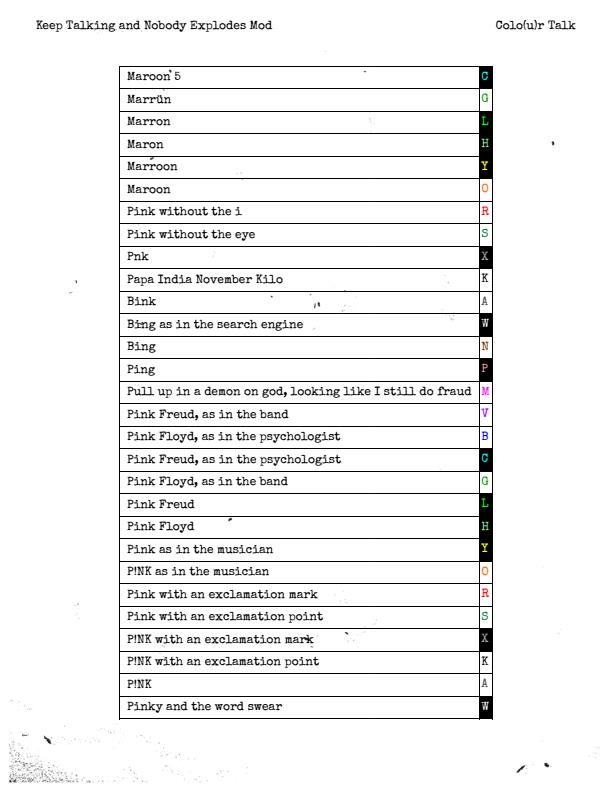 Keep Talking and Nobody Explodes Mod Colo(u)r Talk
Maroon 5 C
Marrün G
Marron L
Maron H
Marroon Y
Maroon O
Pink without the i R
Pink without the eye S
Pnk X
Papa India November Kilo K
Bink A
Bing as in the search engine W
Bing N
Ping P
Pull up in a demon on god, looking like I still do fraud M
Pink Freud, as in the band V
Pink Floyd, as in the psychologist B
Pink Freud, as in the psychologist C
Pink Floyd, as in the band G
Pink Freud L
Pink Floyd H
Pink as in the musician Y
P!NK as in the musician O
Pink with an exclamation mark R
Pink with an exclamation point S
P!NK with an exclamation mark X
P!NK with an exclamation point K
P!NK A
Pinky and the word swear W